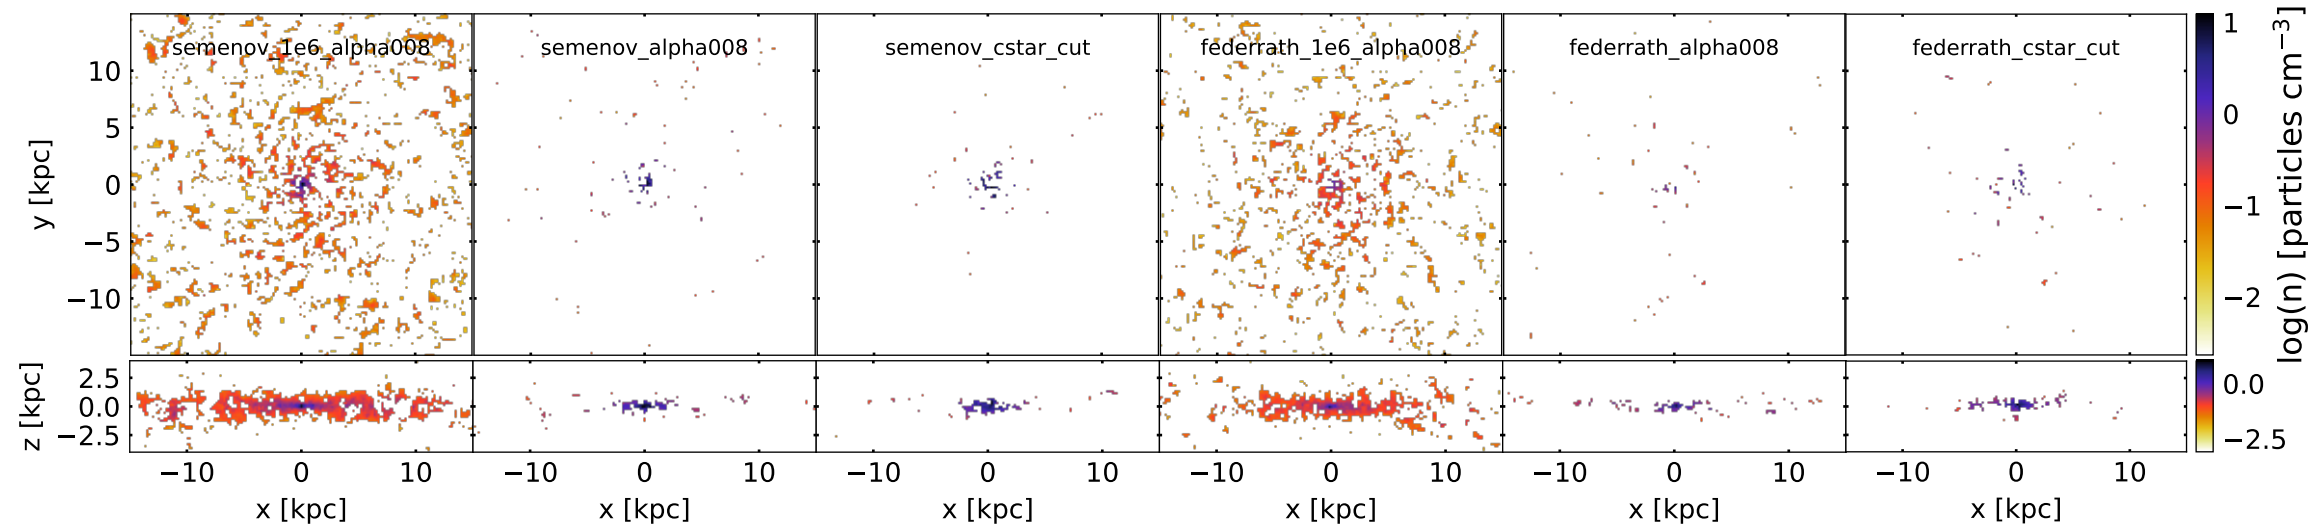 semenov_1e6_alpha008 semenov_alpha008 semenov_cstar_cut federrath_1e6_alpha008 federrath_alpha008 federrath_cstar_cut
10
5
0
−5
−10
y [kpc]
1
0
−1
−2
log(n) [particles cm−3]
2.5
0.0
−2.5
z [kpc]
0.0
−2.5
−10 0 10 −10 0 10 −10 0 10 −10 0 10 −10 0 10 −10 0 10
x [kpc] x [kpc] x [kpc] x [kpc] x [kpc] x [kpc]